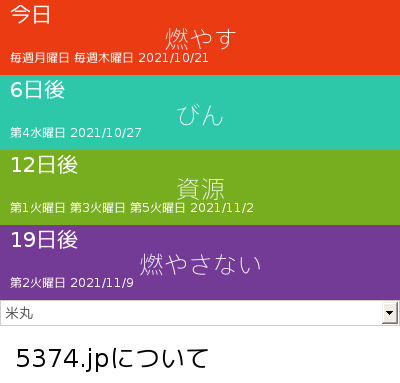 今日
燃やす
毎週月曜日 毎週木曜日 2021/10/21
6日後
びん
第4水曜日 2021/10/27
12日後
資源
第1火曜日 第3火曜日 第5火曜日 2021/11/2
19日後
燃やさない
第2火曜日 2021/11/9
米丸
5374.jpについて